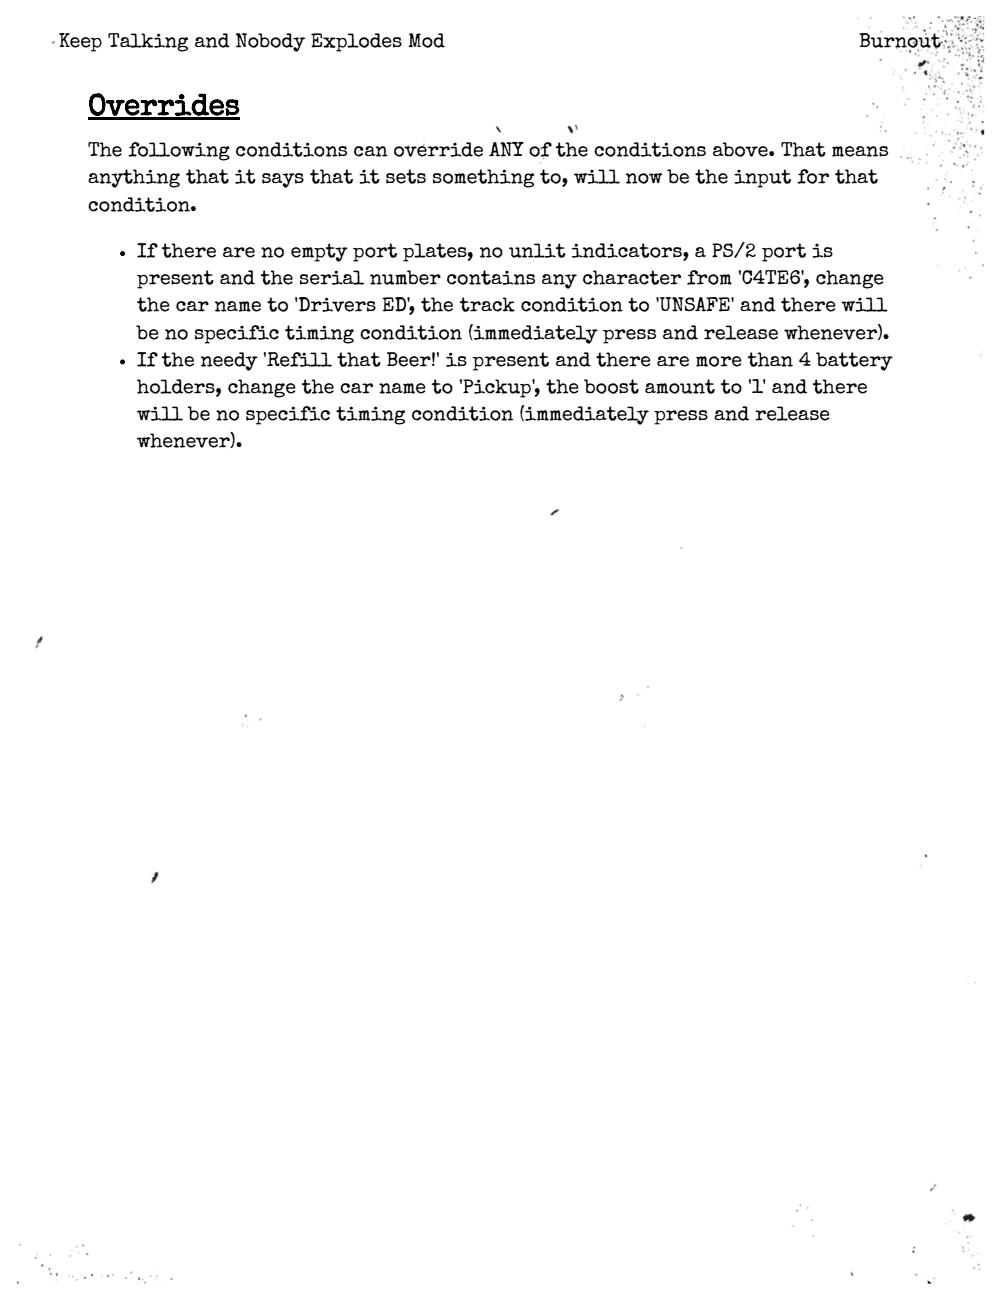 Keep Talking and Nobody Explodes Mod
Burnout
Overrides
The following conditions can override ANY of the conditions above. That means
anything that it says that it sets something to, will now be the input for that
condition.
• If there are no empty port plates, no unlit indicators, a PS/2 port is
present and the serial number contains any character from 'C4TE6', change
the car name to 'Drivers ED', the track condition to 'UNSAFE' and there will
be no specific timing condition (immediately press and release whenever).
• If the needy 'Refill that Beer!' is present and there are more than 4 battery
holders, change the car name to 'Pickup', the boost amount to '1' and there
will be no specific timing condition (immediately press and release
whenever).